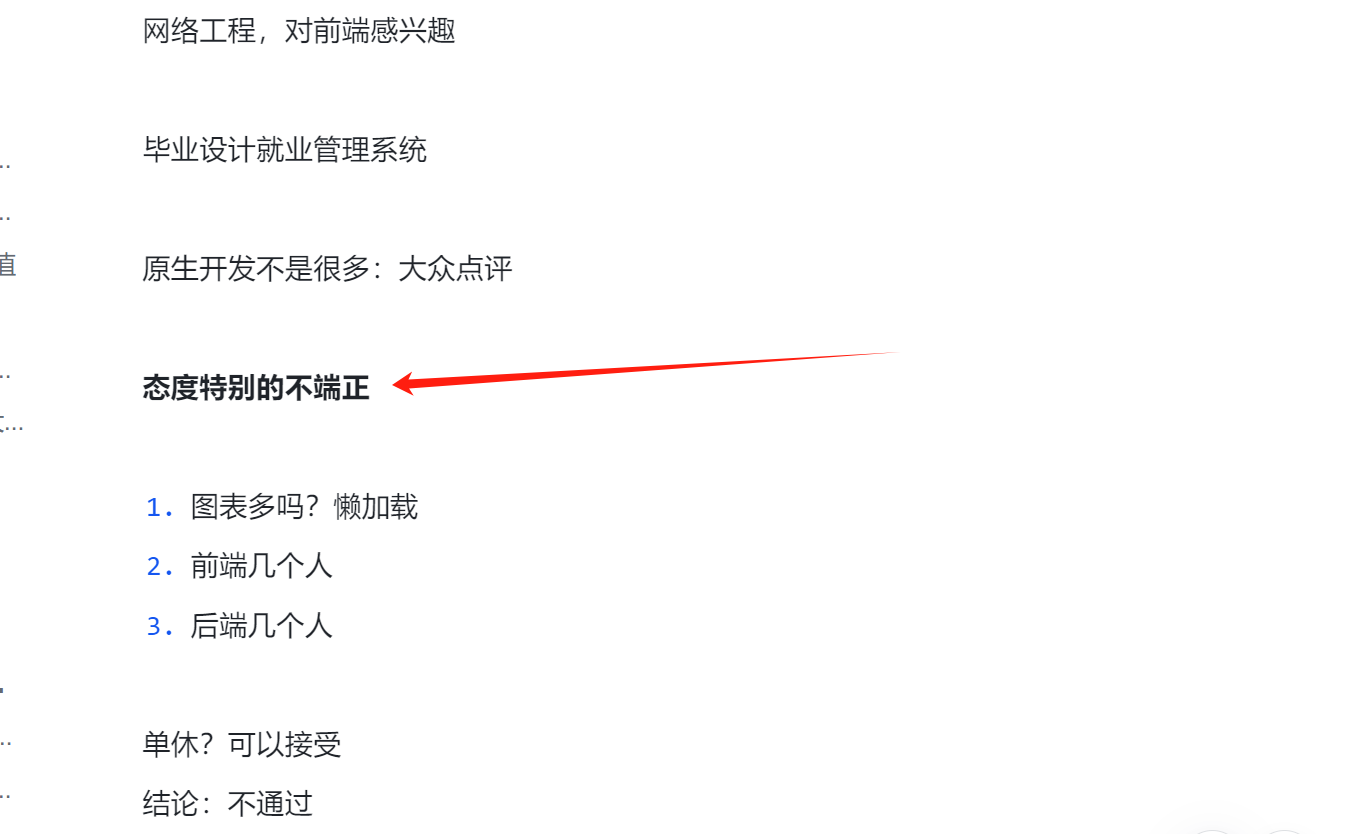 网络工程，对前端感兴趣
毕业设计就业管理系统
原生开发不是很多：大众点评
态度特别的不端正
1. 图表多吗？懒加载
2. 前端几个人
3. 后端几个人
单休？可以接受
结论：不通过
..
..
值
..
...
..
..